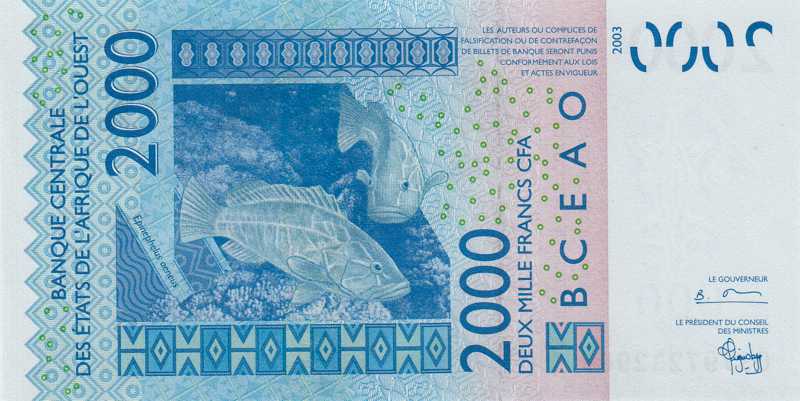 BANQUE CENTRALE
DES ÉTATS DE L'AFRIQUE DE L'OUEST
2000
LES AUTEURS OU COMPLICES DE
FALSIFICATION OU DE CONTREFAÇON
DE BILLETS DE BANQUE SERONT PUNIS
CONFORMÉMENT AUX LOIS
ET ACTES EN VIGUEUR
2003
Epinephelus aeneus
2000
DEUX MILLE FRANCS CFA
BCEAO
LE GOUVERNEUR
LE PRÉSIDENT DU CONSEIL
DES MINISTRES